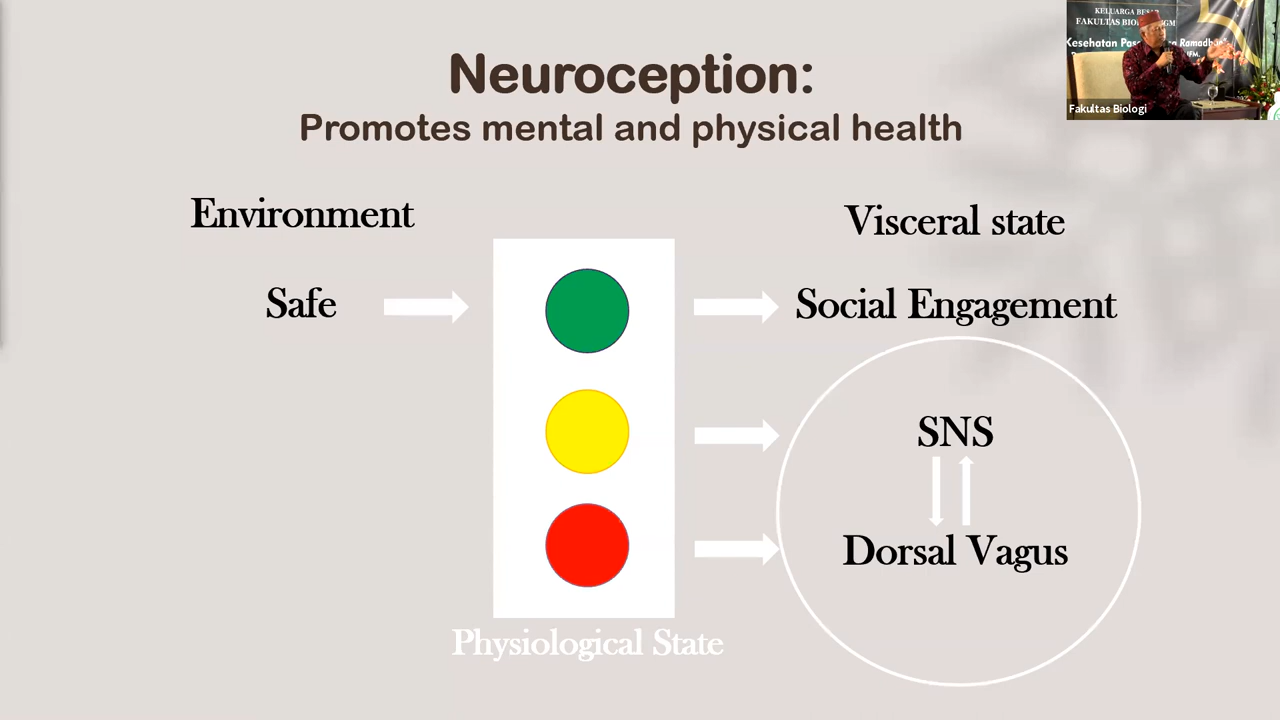 Neuroception:
Promotes mental and physical health
Environment
Visceral state
Safe
Social Engagement
SNS
Dorsal Vagus
Physiological State
KELUARGA BESAR
FAKULTAS
Kesehatan
Ramadhan
Fakultas Biologi